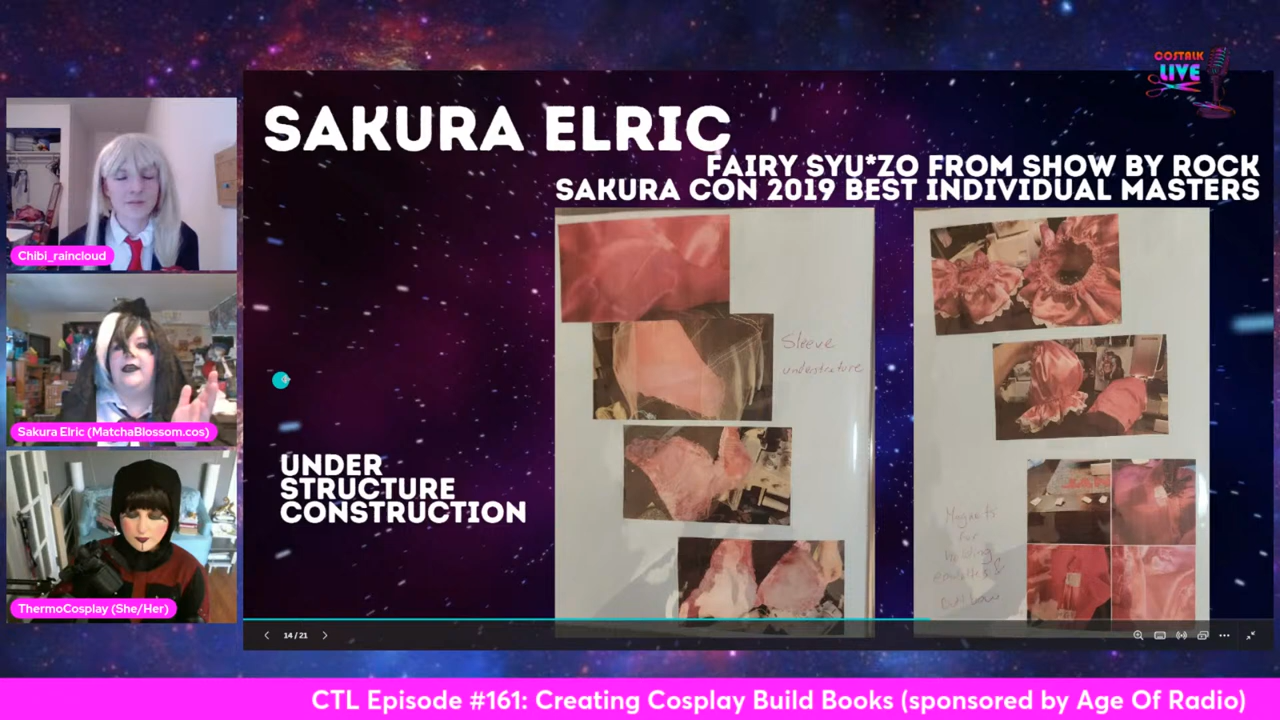 COSTALK
LIVE
SAKURA ELRIC
FAIRY SYU*ZO FROM SHOW BY ROCK
SAKURA CON 2019 BEST INDIVIDUAL MASTERS
Chibi_raincloud
Sakura Elric (MatchaBlossom.cos)
ThermoCosplay (She/Her)
UNDER
STRUCTURE
CONSTRUCTION
Sleeve
understructure
Magnets
for
holding
14 / 21
CTL Episode #161: Creating Cosplay Build Books (sponsored by Age Of Radio)